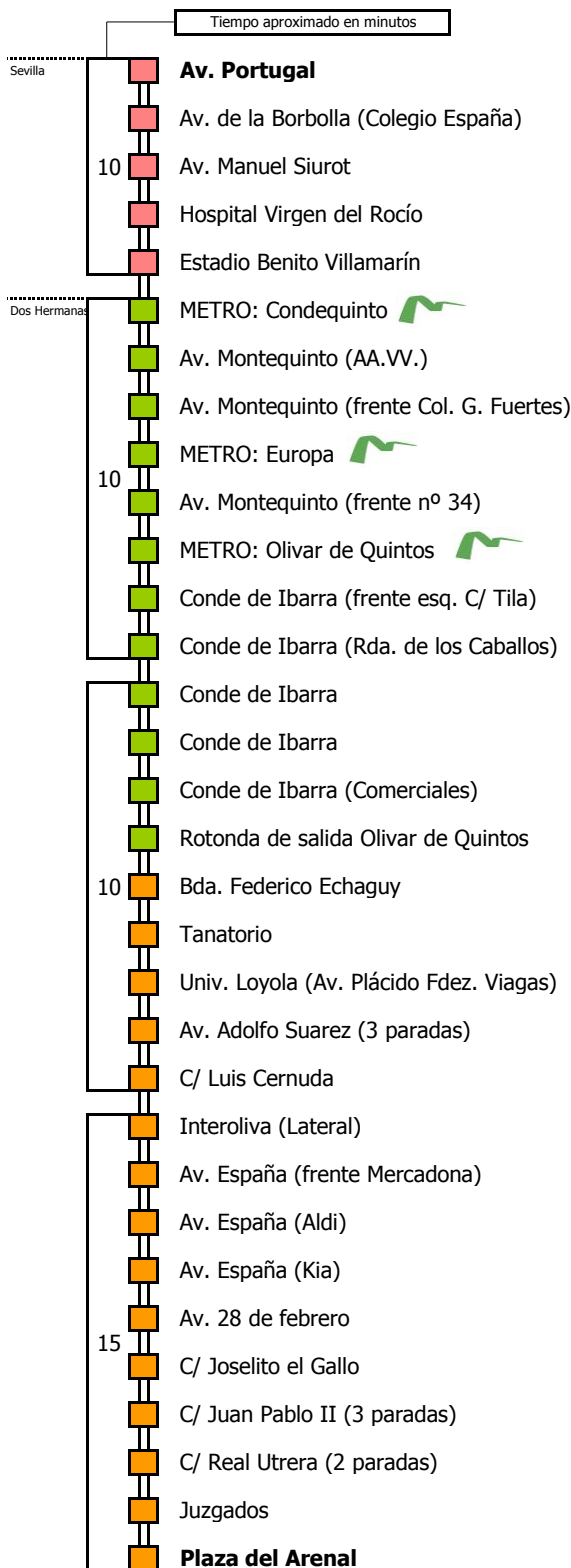 Tiempo aproximado en minutos
Sevilla
Av. Portugal
Av. de la Borbolla (Colegio España)
10
Av. Manuel Siurot
Hospital Virgen del Rocío
Estadio Benito Villamarín
Dos Hermanas
METRO: Condequinto
Av. Montequinto (AA.VV.)
Av. Montequinto (frente Col. G. Fuertes)
METRO: Europa
10
Av. Montequinto (frente nº 34)
METRO: Olivar de Quintos
Conde de Ibarra (frente esq. C/ Tila)
Conde de Ibarra (Rda. de los Caballos)
Conde de Ibarra
Conde de Ibarra
Conde de Ibarra (Comerciales)
Rotonda de salida Olivar de Quintos
10
Bda. Federico Echaguy
Tanatorio
Univ. Loyola (Av. Plácido Fdez. Viagas)
Av. Adolfo Suarez (3 paradas)
C/ Luis Cernuda
Interoliva (Lateral)
Av. España (frente Mercadona)
Av. España (Aldi)
Av. España (Kia)
Av. 28 de febrero
15
C/ Joselito el Gallo
C/ Juan Pablo II (3 paradas)
C/ Real Utrera (2 paradas)
Juzgados
Plaza del Arenal